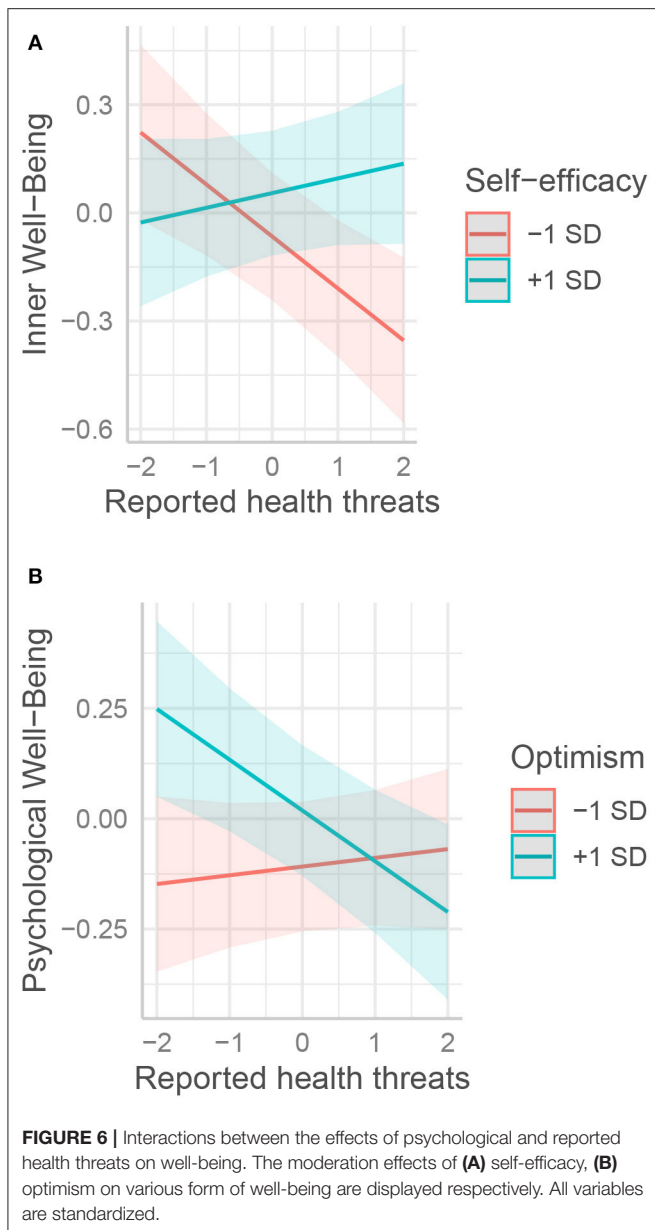 A
Inner Well−Being
0.3
0.0
−0.3
−0.6
−2 −1 0 1 2
Reported health threats
Self−efficacy
−1 SD
+1 SD
B
Psychological Well−Being
0.25
0.00
−0.25
−2 −1 0 1 2
Reported health threats
Optimism
−1 SD
+1 SD
FIGURE 6 | Interactions between the effects of psychological and reported
health threats on well-being. The moderation effects of (A) self-efficacy, (B)
optimism on various form of well-being are displayed respectively. All variables
are standardized.